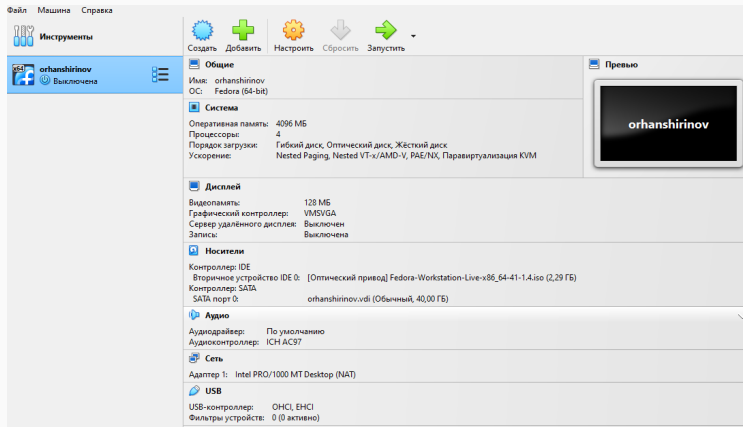 Файл Машина Справка
Инструменты
Создать Добавить Настроить Сбросить Запустить
x64
orhanshirinov
Выключена
Общие
Имя: orhanshirinov
ОС: Fedora (64-bit)
Система
Оперативная память: 4096 МБ
Процессоры: 4
Порядок загрузки: Гибкий диск, Оптический диск, Жёсткий диск
Ускорение: Nested Paging, Nested VT-x/AMD-V, PAE/NX, Паравиртуализация KVM
Превью
orhanshirinov
Дисплей
Видеопамять: 128 МБ
Графический контроллер: VMSVGA
Сервер удалённого дисплея: Выключен
Запись: Выключена
Носители
Контроллер: IDE
Вторичное устройство IDE 0: [Оптический привод] Fedora-Workstation-Live-x86_64-41-1.4.iso (2,29 ГБ)
Контроллер: SATA
SATA порт 0: orhanshirinov.vdi (Обычный, 40,00 ГБ)
Аудио
Аудиодрайвер: По умолчанию
Аудиоконтроллер: ICH AC97
Сеть
Адаптер 1: Intel PRO/1000 MT Desktop (NAT)
USB
USB-контроллер: OHCI, EHCI
Фильтры устройств: 0 (0 активно)